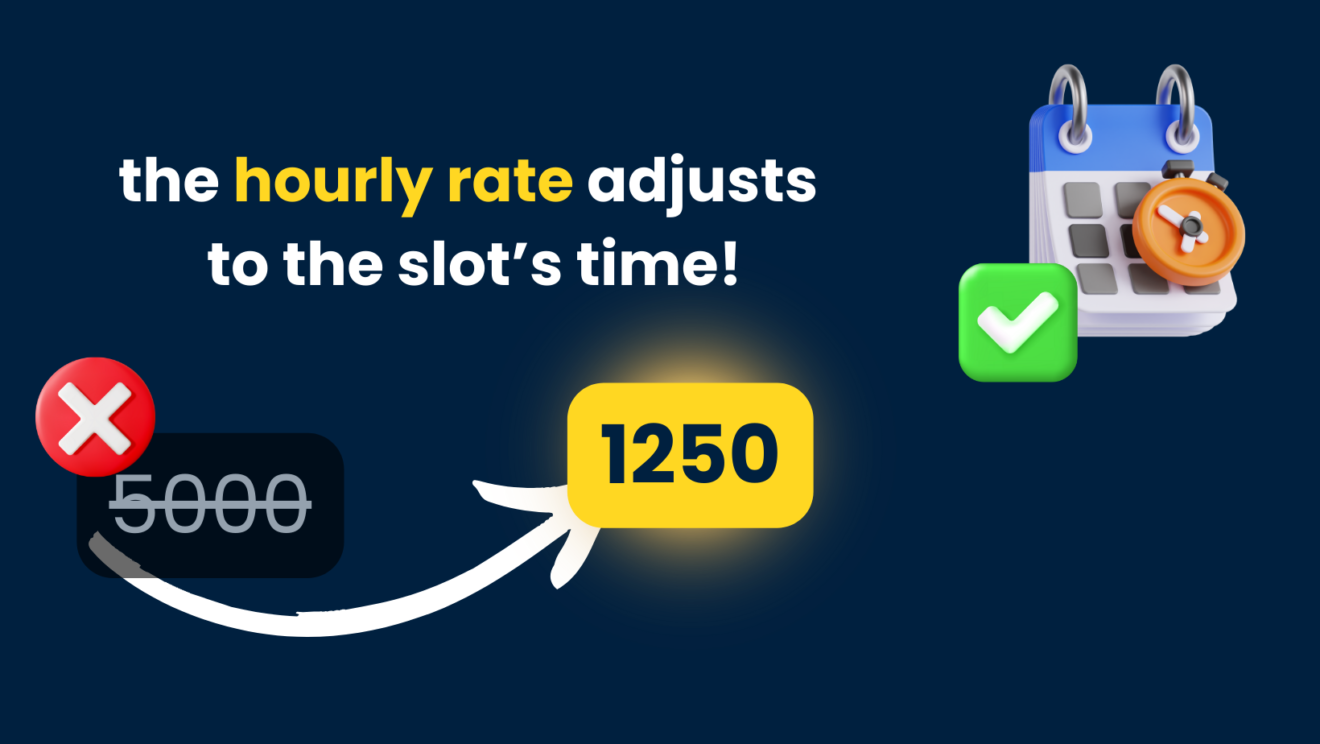 the hourly rate adjusts
to the slot’s time!
5000
1250